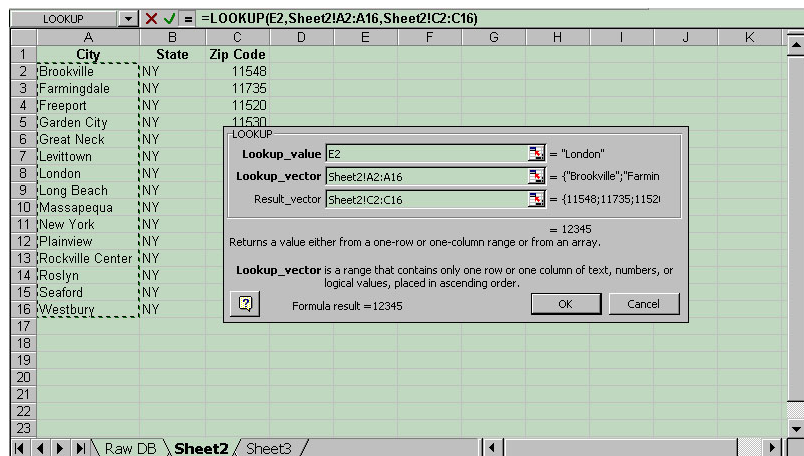 LOOKUP =LOOKUP(E2,Sheet2!A2:A16,Sheet2!C2:C16)
A B C D E F G H I J K
1 City State Zip Code
2 Brookville NY 11548
3 Farmingdale NY 11735
4 Freeport NY 11520
5 Garden City NY 11530
6 Great Neck NY
7 Levittown NY
8 London NY
9 Long Beach NY
10 Massapequa NY
11 New York NY
12 Plainview NY
13 Rockville Center NY
14 Roslyn NY
15 Seaford NY
16 Westbury NY
17
18
19
20
21
22
23
LOOKUP
Lookup_value E2 = "London"
Lookup_vector Sheet2!A2:A16 = {"Brookville";"Farmin
Result_vector Sheet2!C2:C16 = {11548;11735;1152
= 12345
Returns a value either from a one-row or one-column range or from an array.
Lookup_vector is a range that contains only one row or one column of text, numbers, or
logical values, placed in ascending order.
? Formula result =12345 OK Cancel
Raw DB Sheet2 Sheet3